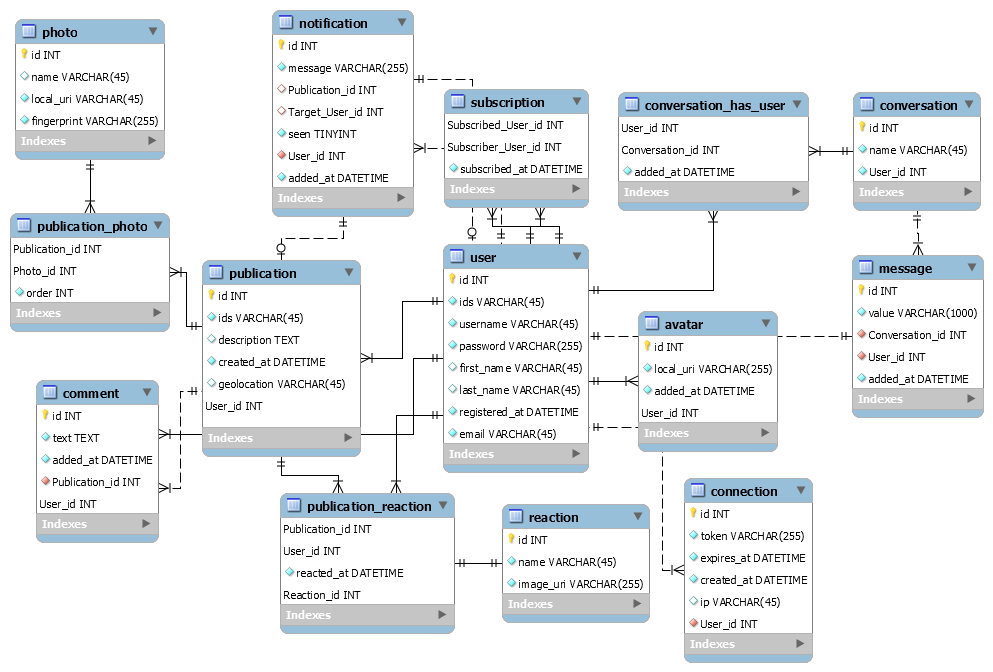 photo
id INT
name VARCHAR(45)
local_uri VARCHAR(45)
fingerprint VARCHAR(255)
Indexes
notification
id INT
message VARCHAR(255)
Publication_id INT
Target_User_id INT
seen TINYINT
User_id INT
added_at DATETIME
Indexes
subscription
Subscribed_User_id INT
Subscriber_User_id INT
subscribed_at DATETIME
Indexes
conversation_has_user
User_id INT
Conversation_id INT
added_at DATETIME
Indexes
conversation
id INT
name VARCHAR(45)
User_id INT
Indexes
publication_photo
Publication_id INT
Photo_id INT
order INT
Indexes
publication
id INT
ids VARCHAR(45)
description TEXT
created_at DATETIME
geolocation VARCHAR(45)
User_id INT
Indexes
user
id INT
ids VARCHAR(45)
username VARCHAR(45)
password VARCHAR(255)
first_name VARCHAR(45)
last_name VARCHAR(45)
registered_at DATETIME
email VARCHAR(45)
Indexes
avatar
id INT
local_uri VARCHAR(255)
added_at DATETIME
User_id INT
Indexes
message
id INT
value VARCHAR(1000)
Conversation_id INT
User_id INT
added_at DATETIME
Indexes
comment
id INT
text TEXT
added_at DATETIME
Publication_id INT
User_id INT
Indexes
publication_reaction
Publication_id INT
User_id INT
reacted_at DATETIME
Reaction_id INT
Indexes
reaction
id INT
name VARCHAR(45)
image_uri VARCHAR(255)
Indexes
connection
id INT
token VARCHAR(255)
expires_at DATETIME
created_at DATETIME
ip VARCHAR(45)
User_id INT
Indexes